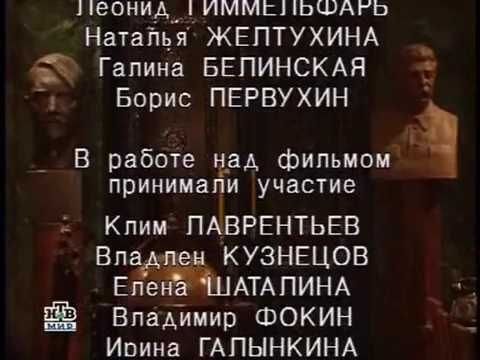 Леонид ГИММЕЛЬФАРБ
Наталья ЖЕЛТУХИНА
Галина БЕЛИНСКАЯ
Борис ПЕРВУХИН
В работе над фильмом
принимали участие
Клим ЛАВРЕНТЬЕВ
Владлен КУЗНЕЦОВ
Елена ШАТАЛИНА
Владимир ФОКИН
Ирина ГАЛЫНКИНА
НТВ
МИР